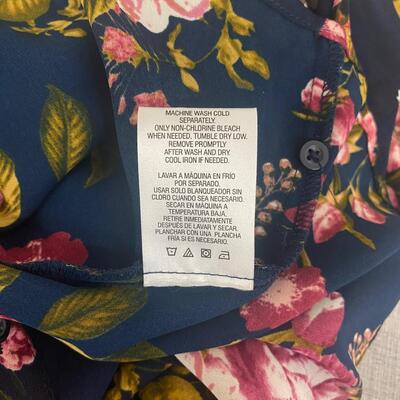 MACHINE WASH COLD
SEPARATELY.
ONLY NON-CHLORINE BLEACH
WHEN NEEDED, TUMBLE DRY LOW.
REMOVE PROMPTLY
AFTER WASH AND DRY.
COOL IRON IF NEEDED.
LAVAR A MÁQUINA EN FRÍO
POR SEPARADO.
USAR SOLO BLANQUEADOR SIN
CLORO CUANDO SEA NECESARIO.
SECAR EN MÁQUINA A
TEMPERATURA BAJA.
RETIRAR INMEDIATAMENTE
DESPUÉS DE LAVAR Y SECAR.
PLANCHAR CON UNA PLANCHA
FRÍA SI ES NECESARIO.